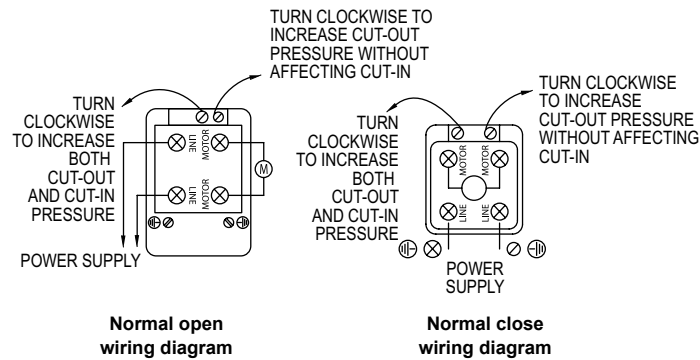 TURN CLOCKWISE TO
INCREASE CUT-OUT
PRESSURE WITHOUT
AFFECTING CUT-IN
TURN
CLOCKWISE
TO INCREASE
BOTH
CUT-OUT
AND CUT-IN
PRESSURE
LINE
MOTOR
LINE
MOTOR
M
POWER SUPPLY
Normal open
wiring diagram
TURN CLOCKWISE
TO INCREASE
CUT-OUT PRESSURE
WITHOUT AFFECTING
CUT-IN
TURN
CLOCKWISE
TO INCREASE
BOTH
CUT-OUT
AND CUT-IN
PRESSURE
MOTOR
MOTOR
LINE
LINE
POWER
SUPPLY
Normal close
wiring diagram